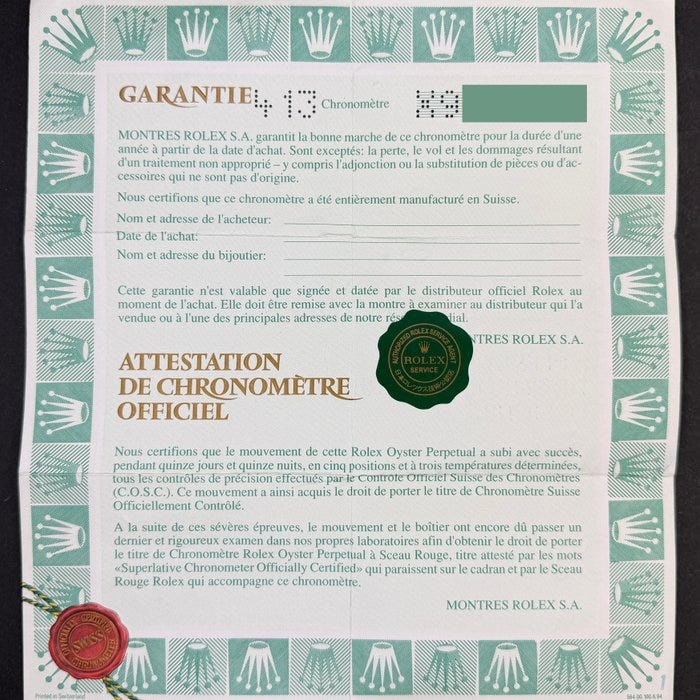 GARANTIE 413 Chronomètre X9
MONTRES ROLEX S.A. garantit la bonne marche de ce chronomètre pour la durée d'une
année à partir de la date d'achat. Sont exceptés: la perte, le vol et les dommages résultant
d'un traitement non approprié – y compris l'adjonction ou la substitution de pièces ou d'ac-
cessoires qui ne sont pas d'origine.
Nous certifions que ce chronomètre a été entièrement manufacturé en Suisse.
Nom et adresse de l'acheteur:
Date de l'achat:
Nom et adresse du bijoutier:
Cette garantie n'est valable que signée et datée par le distributeur officiel Rolex au
moment de l'achat. Elle doit être remise avec la montre à examiner au distributeur qui l'a
vendue ou à l'une des principales adresses de notre dial.
NTRES ROLEX S.A.
AUTHORIZED ROLEX SERVICE AGENT
ROLEX
SERVICE
ATTESTATION
DE CHRONOMÈTRE
OFFICIEL
Nous certifions que le mouvement de cette Rolex Oyster Perpetual a subi avec succès,
pendant quinze jours et quinze nuits, en cinq positions et à trois températures déterminées,
tous les contrôles de précision effectués par le Contrôle Officiel Suisse des Chronomètres
(C.O.S.C.). Ce mouvement a ainsi acquis le droit de porter le titre de Chronomètre Suisse
Officiellement Contrôlé.
A la suite de ces sévères épreuves, le mouvement et le boîtier ont encore dû passer un
dernier et rigoureux examen dans nos propres laboratoires afin d'obtenir le droit de porter
le titre de Chronomètre Rolex Oyster Perpetual à Sceau Rouge, titre attesté par les mots
«Superlative Chronometer Officially Certified» qui paraissent sur le cadran et par le Sceau
Rouge Rolex qui accompagne ce chronomètre.
MONTRES ROLEX S.A.
OFFICIALLY CERTIFIED
SWISS
CHRONOMETER
Printed in Switzerland
1